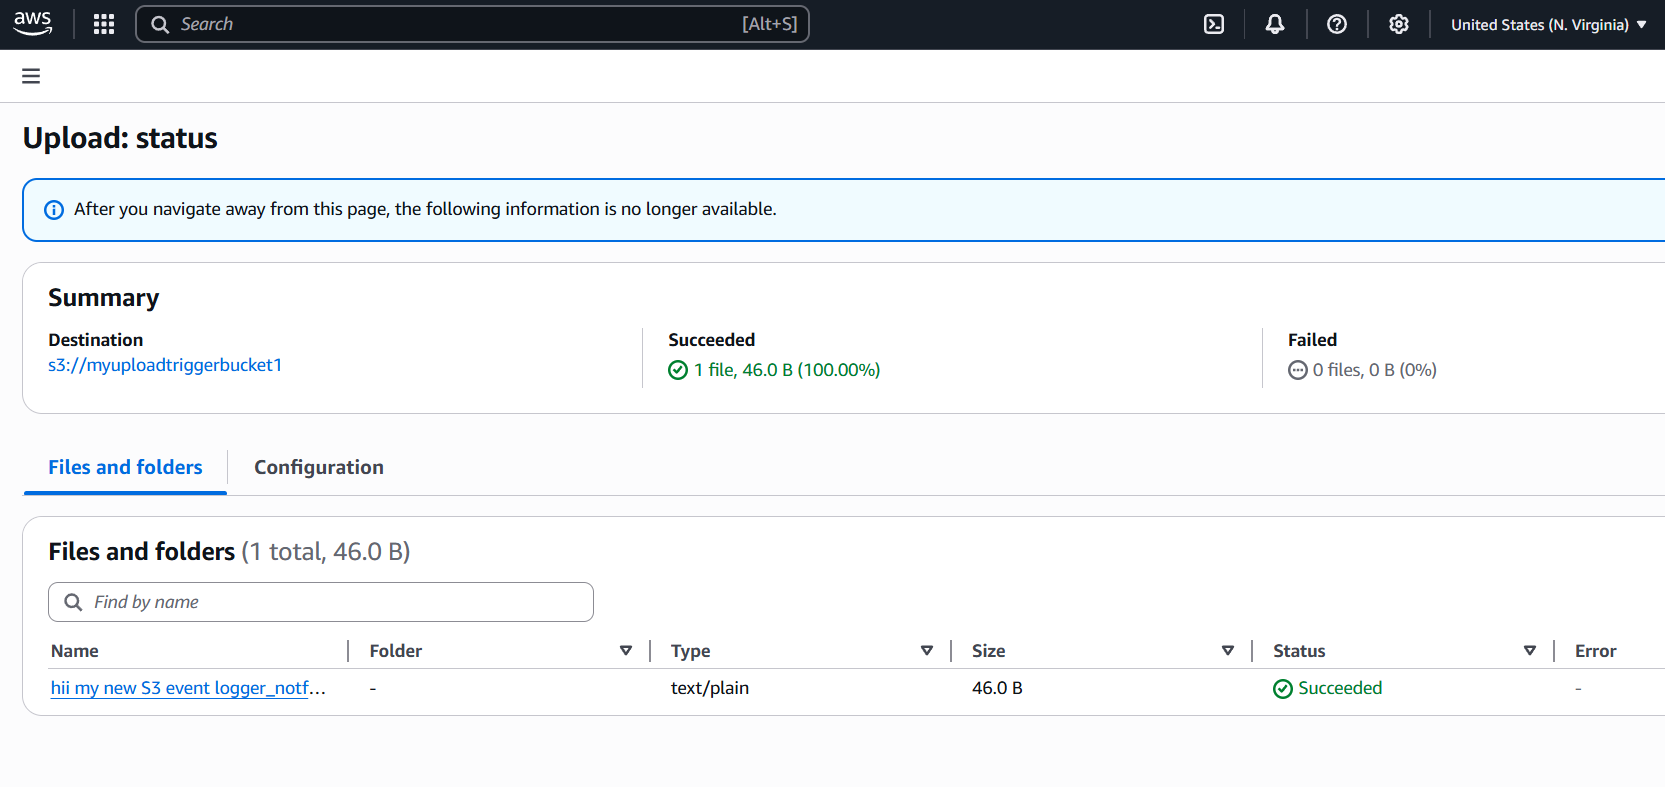 aws
Search [Alt+S] United States (N. Virginia)
Upload: status
After you navigate away from this page, the following information is no longer available.
Summary
Destination
s3://myuploadtriggerbucket1
Succeeded
1 file, 46.0 B (100.00%)
Failed
0 files, 0 B (0%)
Files and folders Configuration
Files and folders (1 total, 46.0 B)
Find by name
Name Folder Type Size Status Error
hii my new S3 event logger_notf... - text/plain 46.0 B Succeeded -